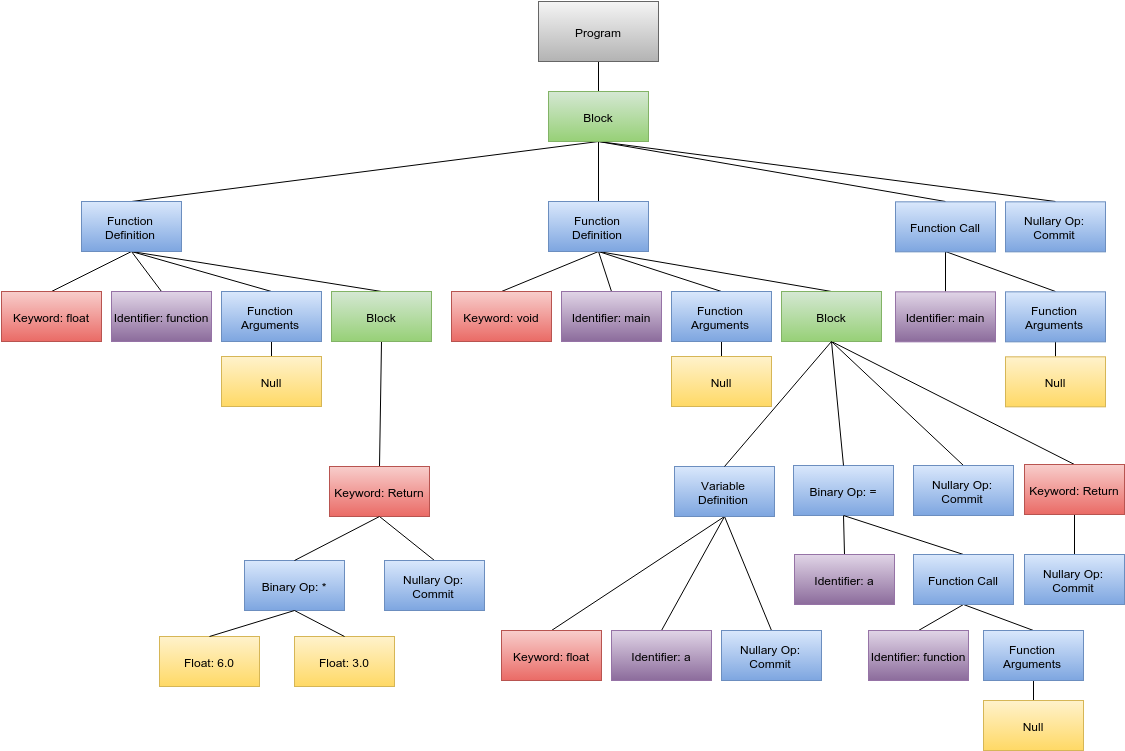 Program
Block
Function
Definition
Function
Definition
Function Call
Nullary Op:
Commit
Keyword: float
Identifier: function
Function
Arguments
Block
Keyword: void
Identifier: main
Function
Arguments
Block
Identifier: main
Function
Arguments
Null
Null
Null
Keyword: Return
Variable
Definition
Binary Op: =
Nullary Op:
Commit
Keyword: Return
Binary Op: *
Nullary Op:
Commit
Identifier: a
Function Call
Nullary Op:
Commit
Float: 6.0
Float: 3.0
Keyword: float
Identifier: a
Nullary Op:
Commit
Identifier: function
Function
Arguments
Null